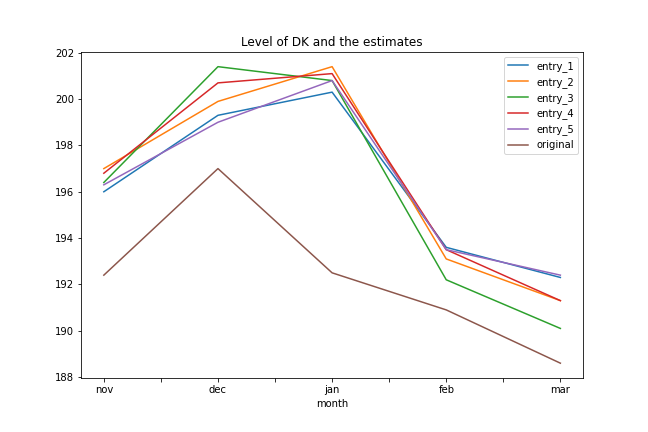 Level of DK and the estimates
202
200
198
196
194
192
190
188
nov
dec
jan
feb
mar
month
entry_1
entry_2
entry_3
entry_4
entry_5
original